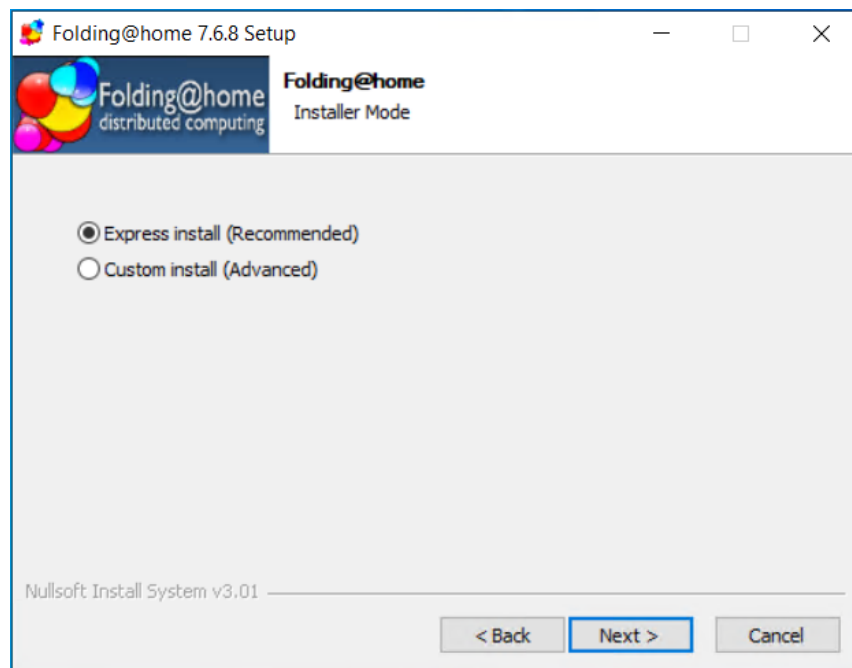 Folding@home 7.6.8 Setup
Folding@home
distributed computing
Folding@home
Installer Mode
Express install (Recommended)
Custom install (Advanced)
Nullsoft Install System v3.01
< Back
Next >
Cancel